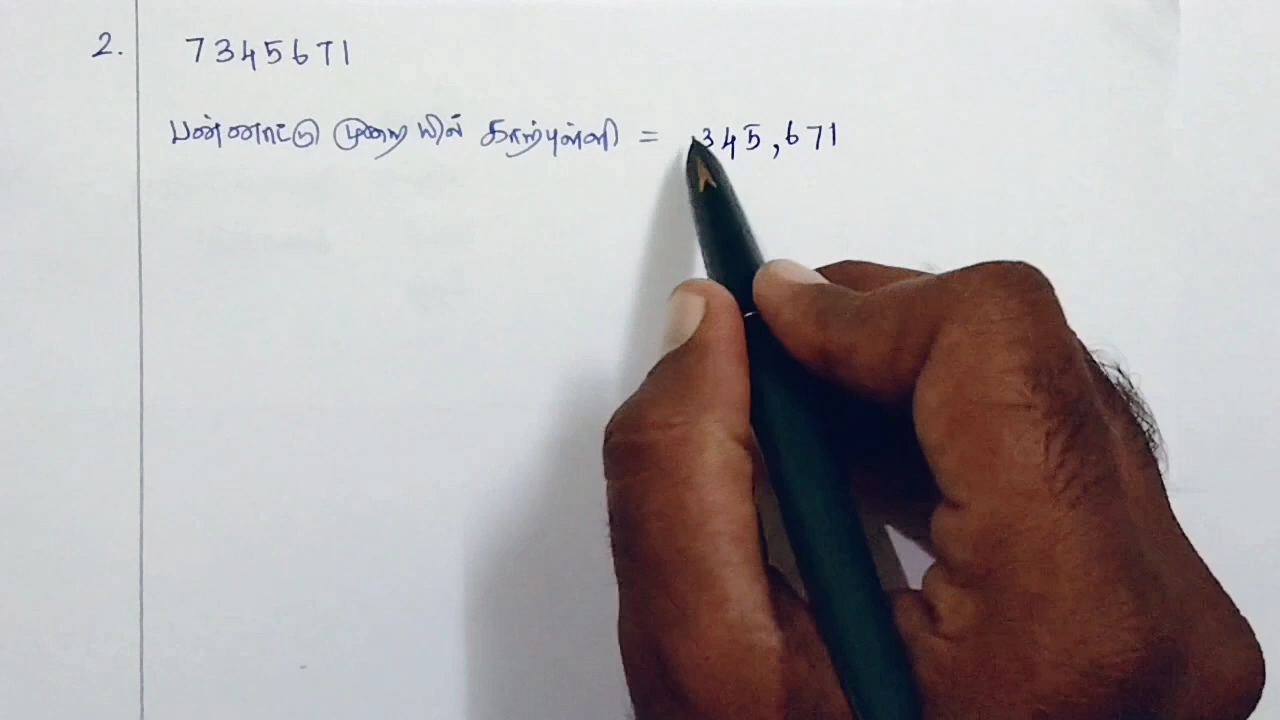 2. 7345671
பன்னாட்டு முறையில் காற்புள்ளி = 345,671